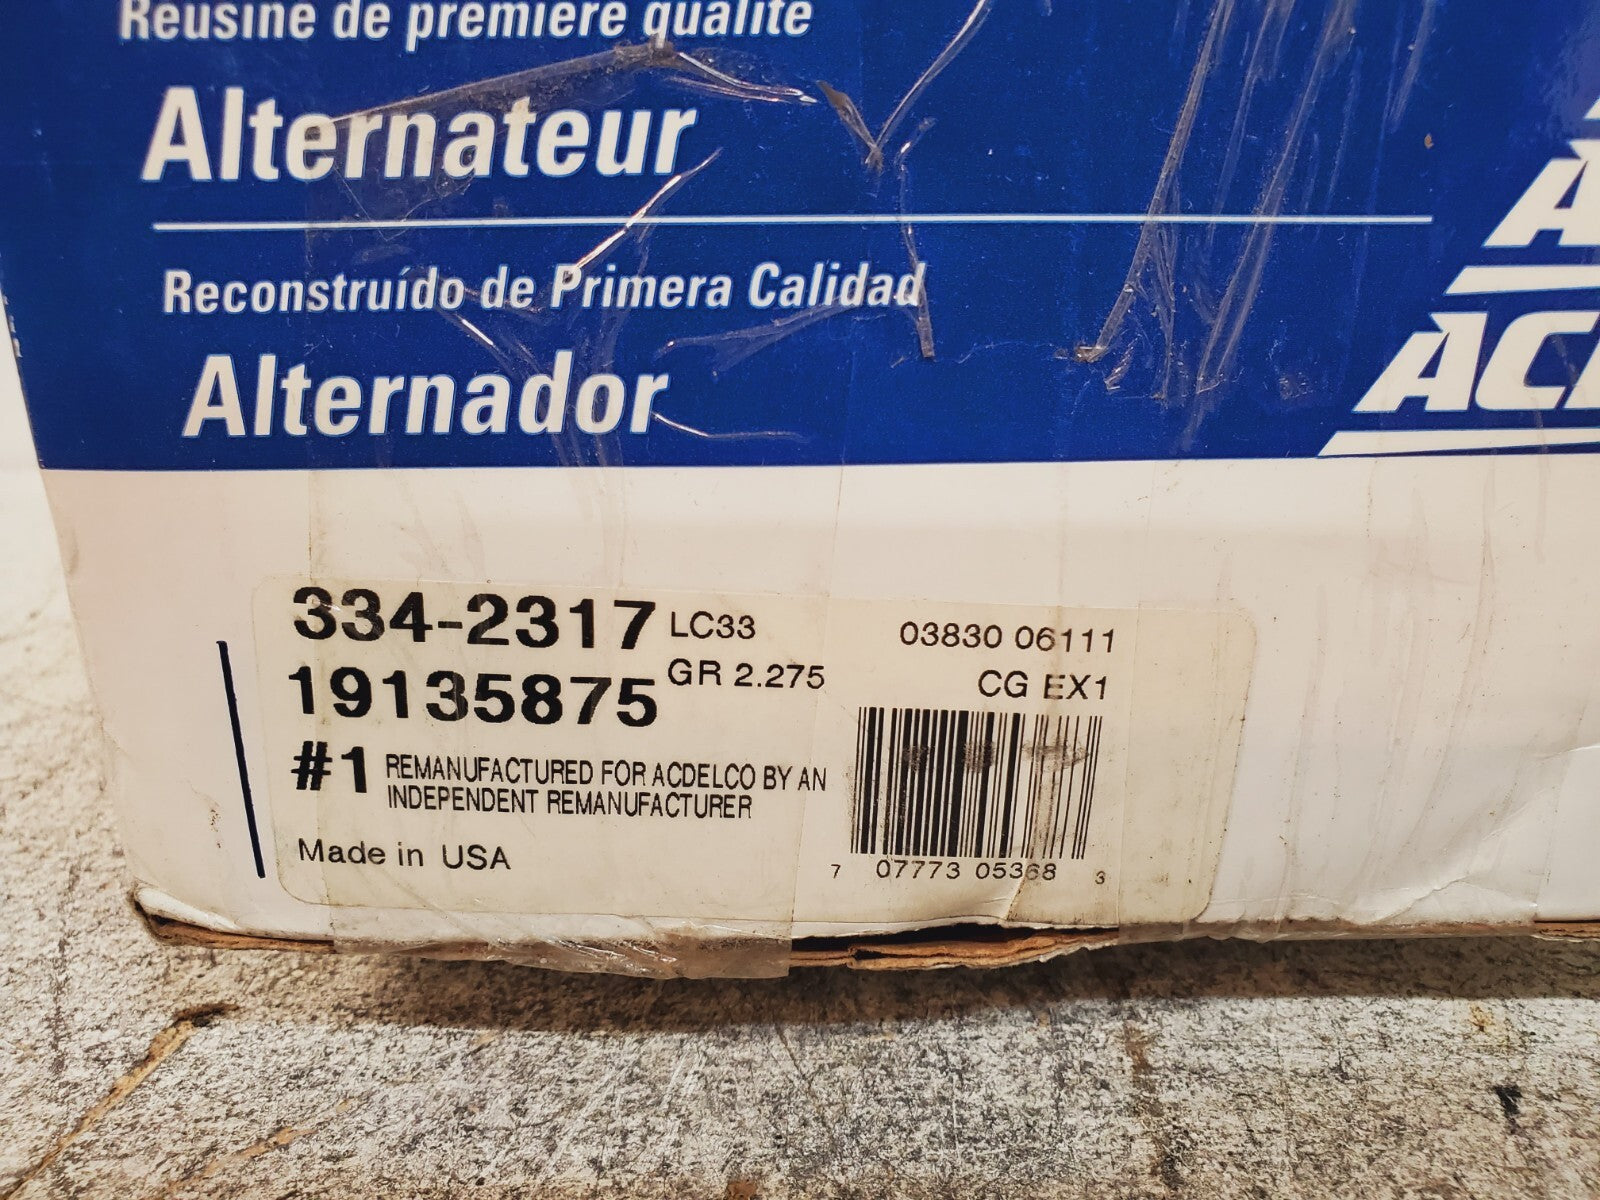 Réusiné de première qualité
Alternateur
Reconstruído de Primera Calidad
Alternador
334-2317 LC33
19135875 GR 2.275
#1 REMANUFACTURED FOR ACDELCO BY AN
INDEPENDENT REMANUFACTURER
Made in USA
03830 06111
CG EX1
7 07773 05368 3